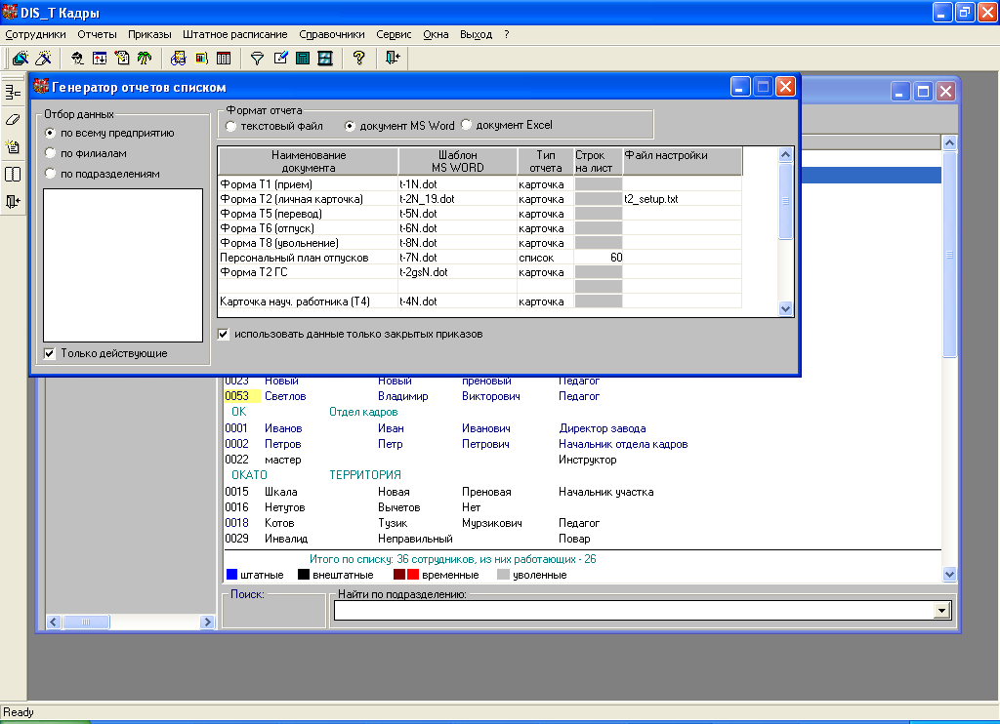 DIS_T Кадры
Сотрудники Отчеты Приказы Штатное расписание Справочники Сервис Окна Выход ?
Генератор отчетов списком
Отбор данных
по всему предприятию
по филиалам
по подразделениям
Только действующие
Формат отчета
текстовый файл документ MS Word документ Excel
Наименование документа Шаблон MS WORD Тип отчета Строк на лист Файл настройки
Форма Т1 (прием) t-1N.dot карточка
Форма Т2 (личная карточка) t-2N_19.dot карточка t2_setup.txt
Форма Т5 (перевод) t-5N.dot карточка
Форма Т6 (отпуск) t-6N.dot карточка
Форма Т8 (увольнение) t-8N.dot карточка
Персональный план отпусков t-7N.dot список 60
Форма Т2 ГС t-2gsN.dot карточка
Карточка науч. работника (Т4) t-4N.dot карточка
использовать данные только закрытых приказов
0023 Новый Новый преновый Педагог
0053 Светлов Владимир Викторович Педагог
ОК Отдел кадров
0001 Иванов Иван Иванович Директор завода
0002 Петров Петр Петрович Начальник отдела кадров
0022 мастер Инструктор
ОКАТО ТЕРРИТОРИЯ
0015 Шкала Новая Преновая Начальник участка
0016 Нетутов Вычетов Нет
0018 Котов Тузик Мурзикович Педагог
0029 Инвалид Неправильный Повар
Итого по списку: 36 сотрудников, из них работающих - 26
штатные внештатные временные уволенные
Поиск: Найти по подразделению:
Ready